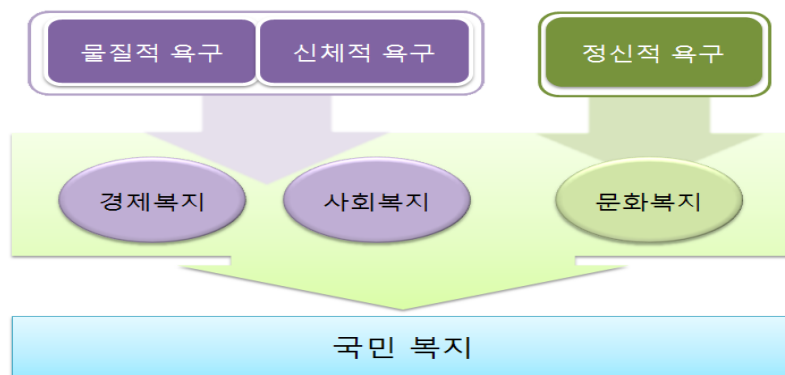 물질적 욕구 신체적 욕구 정신적 욕구
경제복지 사회복지 문화복지
국민 복지